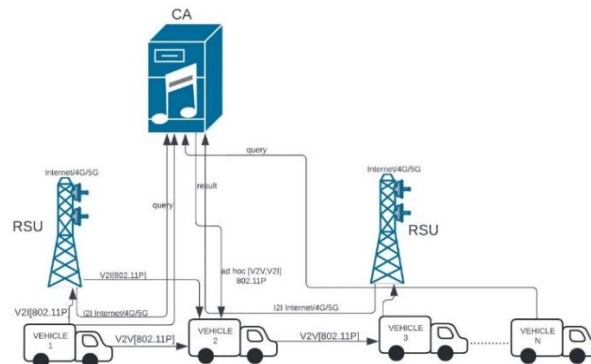 CA
Internet/4G/5G
Internet/4G/5G
query
RSU
query
result
RSU
V2I[802.11P]
ad hoc [V2V,V2I]
802.11P
V2I[802.11P]
I2I Internet/4G/5G
I2I Internet/4G/5G
VEHICLE
1
V2V[802.11P]
VEHICLE
2
V2V[802.11P]
VEHICLE
3
VEHICLE
N